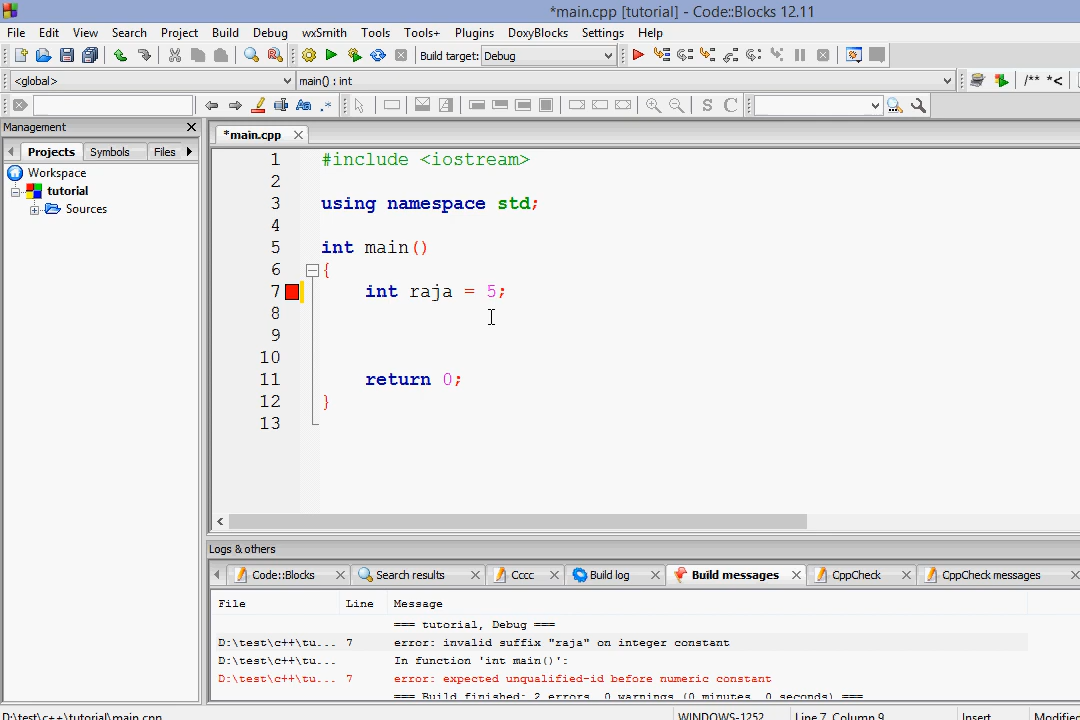 *main.cpp [tutorial] - Code::Blocks 12.11
File Edit View Search Project Build Debug wxSmith Tools Tools+ Plugins DoxyBlocks Settings Help
Build target: Debug
<global> main() : int /** *<
Aa .* S C
Management
Projects Symbols Files
*main.cpp
Workspace
tutorial
Sources
1 #include <iostream>
2
3 using namespace std;
4
5 int main()
6 {
7 int raja = 5;
8
9
10
11 return 0;
12 }
13
Logs & others
Code::Blocks Search results Cccc Build log Build messages CppCheck CppCheck messages
File Line Message
=== tutorial, Debug ===
D:\test\c++\tu... 7 error: invalid suffix "raja" on integer constant
D:\test\c++\tu... In function 'int main()':
D:\test\c++\tu... 7 error: expected unqualified-id before numeric constant
=== Build finished: 2 errors, 0 warnings (0 minutes, 0 seconds) ===
D:\test\c++\tutorial\main.cpp WINDOWS-1252 Line 7, Column 9 Insert Modified